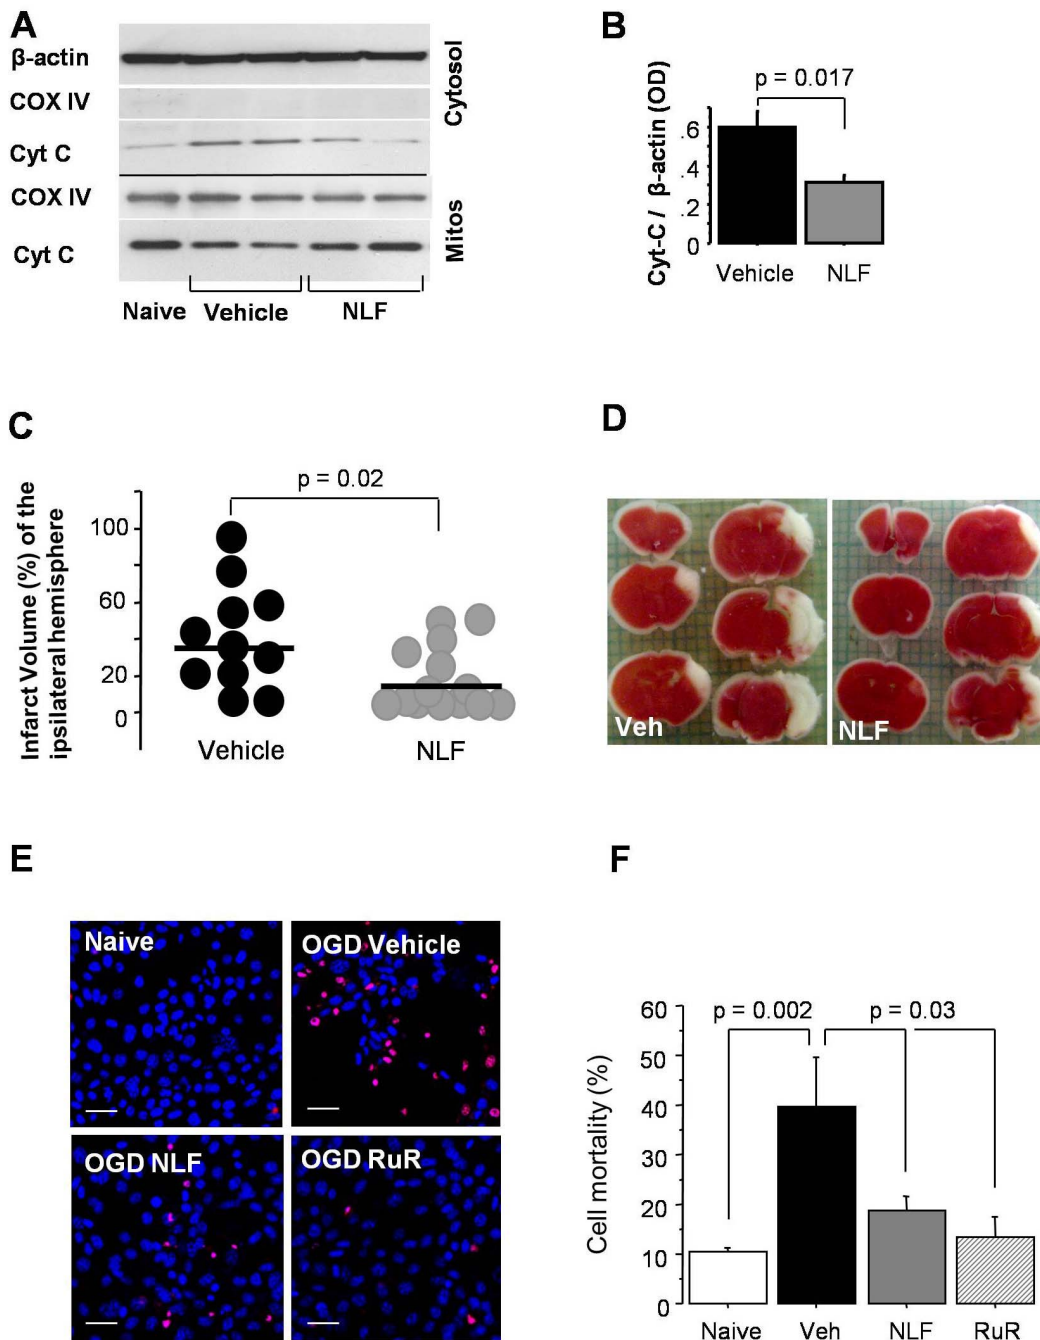 A
β-actin
COX IV
Cyt C
COX IV
Cyt C
Cytosol
Mitos
Naive Vehicle NLF
B
p = 0.017
Cyt-C / β-actin (OD)
.6
.4
.2
0
Vehicle NLF
C
p = 0.02
Infarct Volume (%) of the
ipsilateral hemisphere
100
60
20
0
Vehicle NLF
D
Veh NLF
E
Naive
OGD Vehicle
OGD NLF
OGD RuR
F
p = 0.002 p = 0.03
Cell mortality (%)
60
50
40
30
20
10
0
Naive Veh NLF RuR